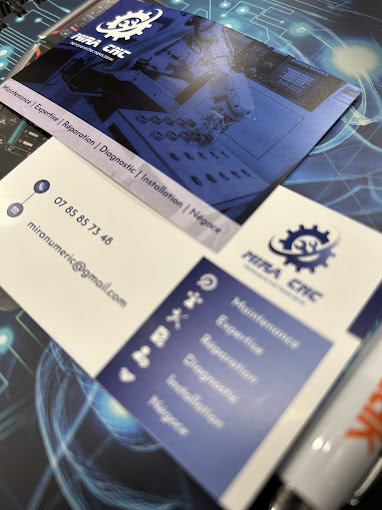 MIRA CNC
Maintenance | Expertise | Réparation | Diagnostic | Installation | Négoce
07 85 85 73 48
miranumeric@gmail.com
MIRA CNC
Maintenance
Expertise
Réparation
Diagnostic
Installation
Négoce